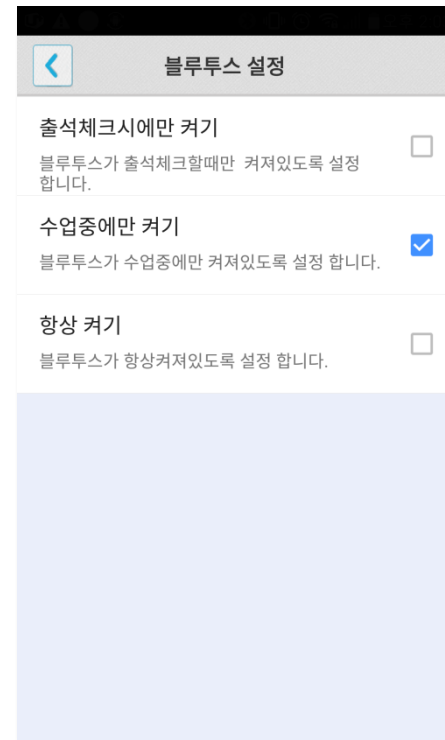 블루투스 설정
출석체크시에만 켜기
블루투스가 출석체크할때만  켜져있도록 설정
합니다.
수업중에만 켜기
블루투스가 수업중에만 켜져있도록 설정 합니다.
항상 켜기
블루투스가 항상켜져있도록 설정 합니다.